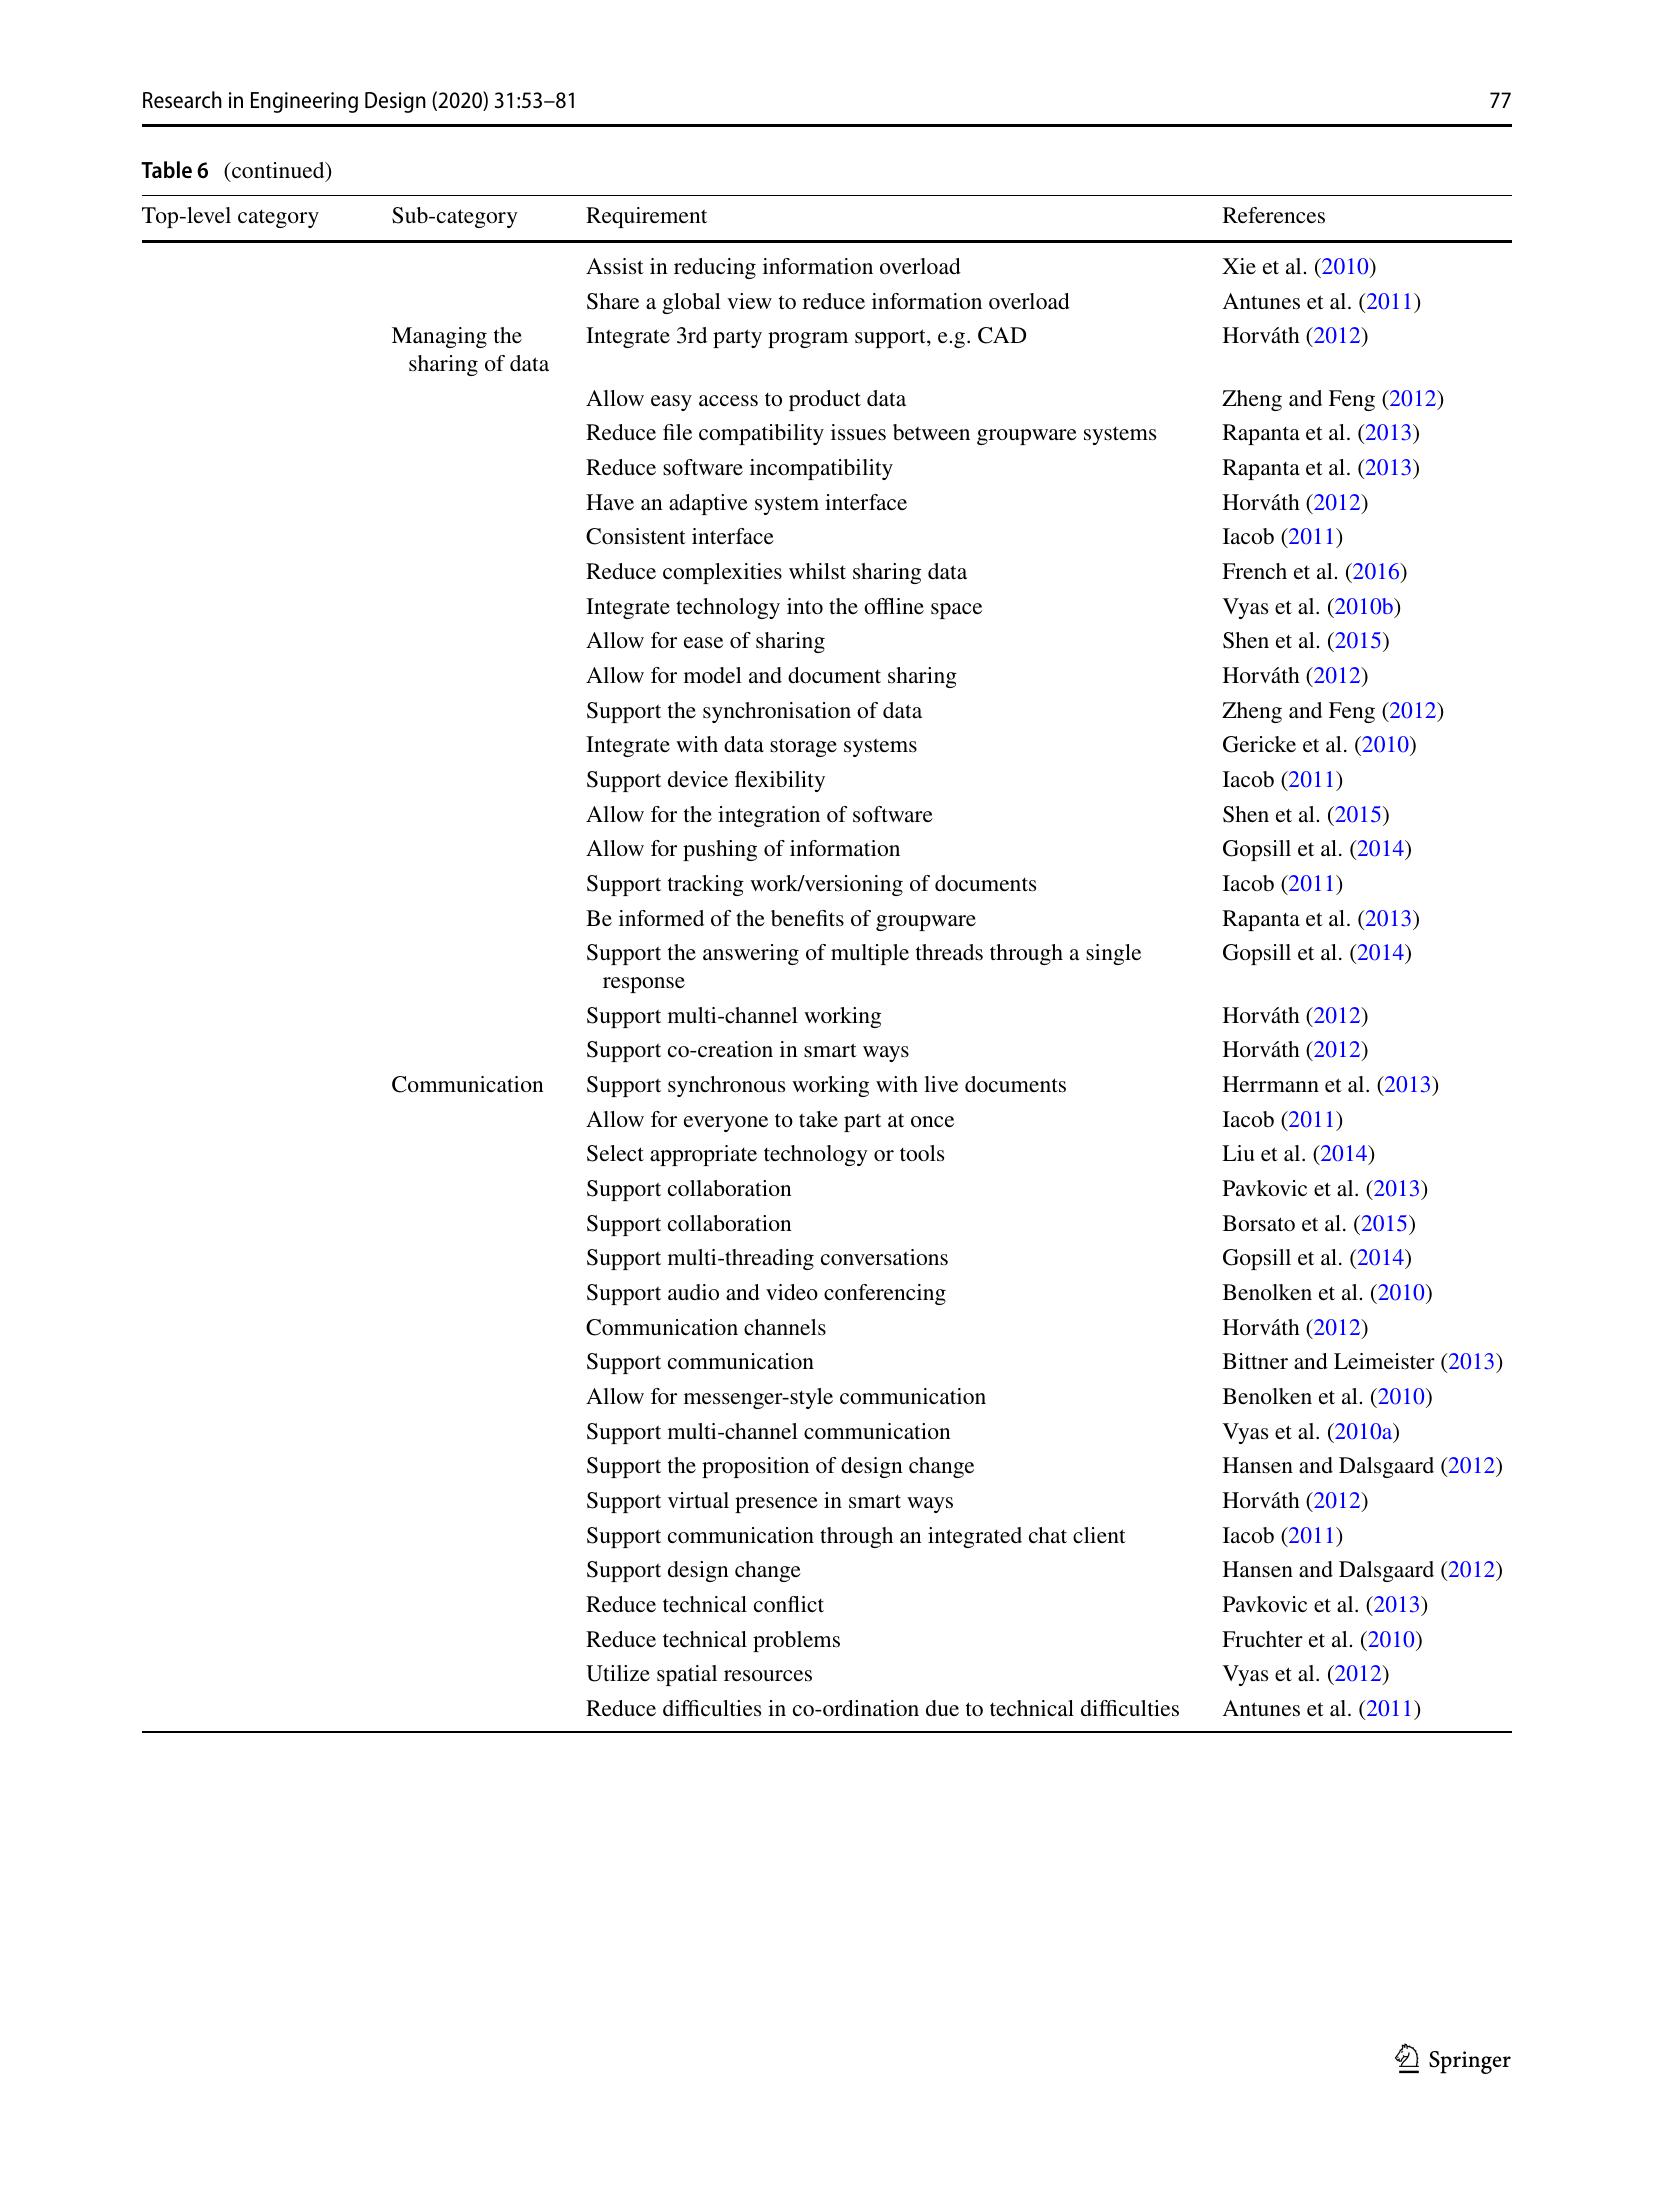 Research in Engineering Design (2020) 31:53–81 77
Table 6 (continued)
Top-level category Sub-category Requirement References
Assist in reducing information overload Xie et al. (2010)
Share a global view to reduce information overload Antunes et al. (2011)
Managing the Integrate 3rd party program support, e.g. CAD Horváth (2012)
sharing of data
Allow easy access to product data Zheng and Feng (2012)
Reduce file compatibility issues between groupware systems Rapanta et al. (2013)
Reduce software incompatibility Rapanta et al. (2013)
Have an adaptive system interface Horváth (2012)
Consistent interface Iacob (2011)
Reduce complexities whilst sharing data French et al. (2016)
Integrate technology into the offline space Vyas et al. (2010b)
Allow for ease of sharing Shen et al. (2015)
Allow for model and document sharing Horváth (2012)
Support the synchronisation of data Zheng and Feng (2012)
Integrate with data storage systems Gericke et al. (2010)
Support device flexibility Iacob (2011)
Allow for the integration of software Shen et al. (2015)
Allow for pushing of information Gopsill et al. (2014)
Support tracking work/versioning of documents Iacob (2011)
Be informed of the benefits of groupware Rapanta et al. (2013)
Support the answering of multiple threads through a single Gopsill et al. (2014)
response
Support multi-channel working Horváth (2012)
Support co-creation in smart ways Horváth (2012)
Communication Support synchronous working with live documents Herrmann et al. (2013)
Allow for everyone to take part at once Iacob (2011)
Select appropriate technology or tools Liu et al. (2014)
Support collaboration Pavkovic et al. (2013)
Support collaboration Borsato et al. (2015)
Support multi-threading conversations Gopsill et al. (2014)
Support audio and video conferencing Benolken et al. (2010)
Communication channels Horváth (2012)
Support communication Bittner and Leimeister (2013)
Allow for messenger-style communication Benolken et al. (2010)
Support multi-channel communication Vyas et al. (2010a)
Support the proposition of design change Hansen and Dalsgaard (2012)
Support virtual presence in smart ways Horváth (2012)
Support communication through an integrated chat client Iacob (2011)
Support design change Hansen and Dalsgaard (2012)
Reduce technical conflict Pavkovic et al. (2013)
Reduce technical problems Fruchter et al. (2010)
Utilize spatial resources Vyas et al. (2012)
Reduce difficulties in co-ordination due to technical difficulties Antunes et al. (2011)
Springer